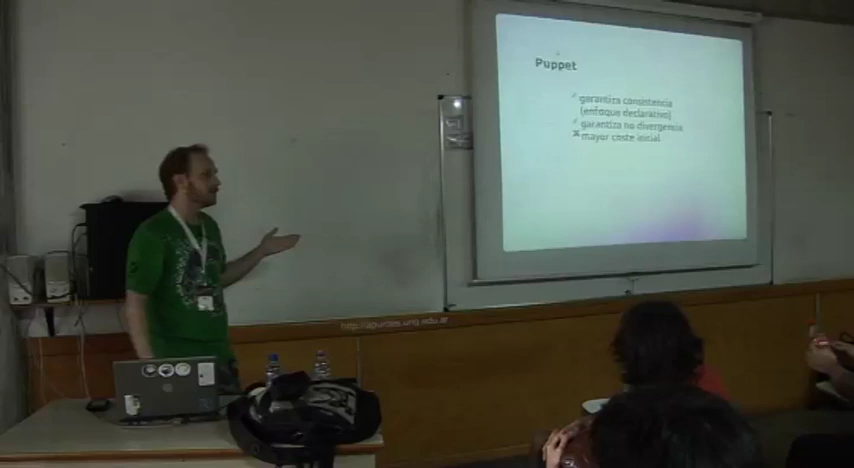 Puppet
✓ garantiza consistencia
(enfoque declarativo)
✓ garantiza no divergencia
✗ mayor coste inicial